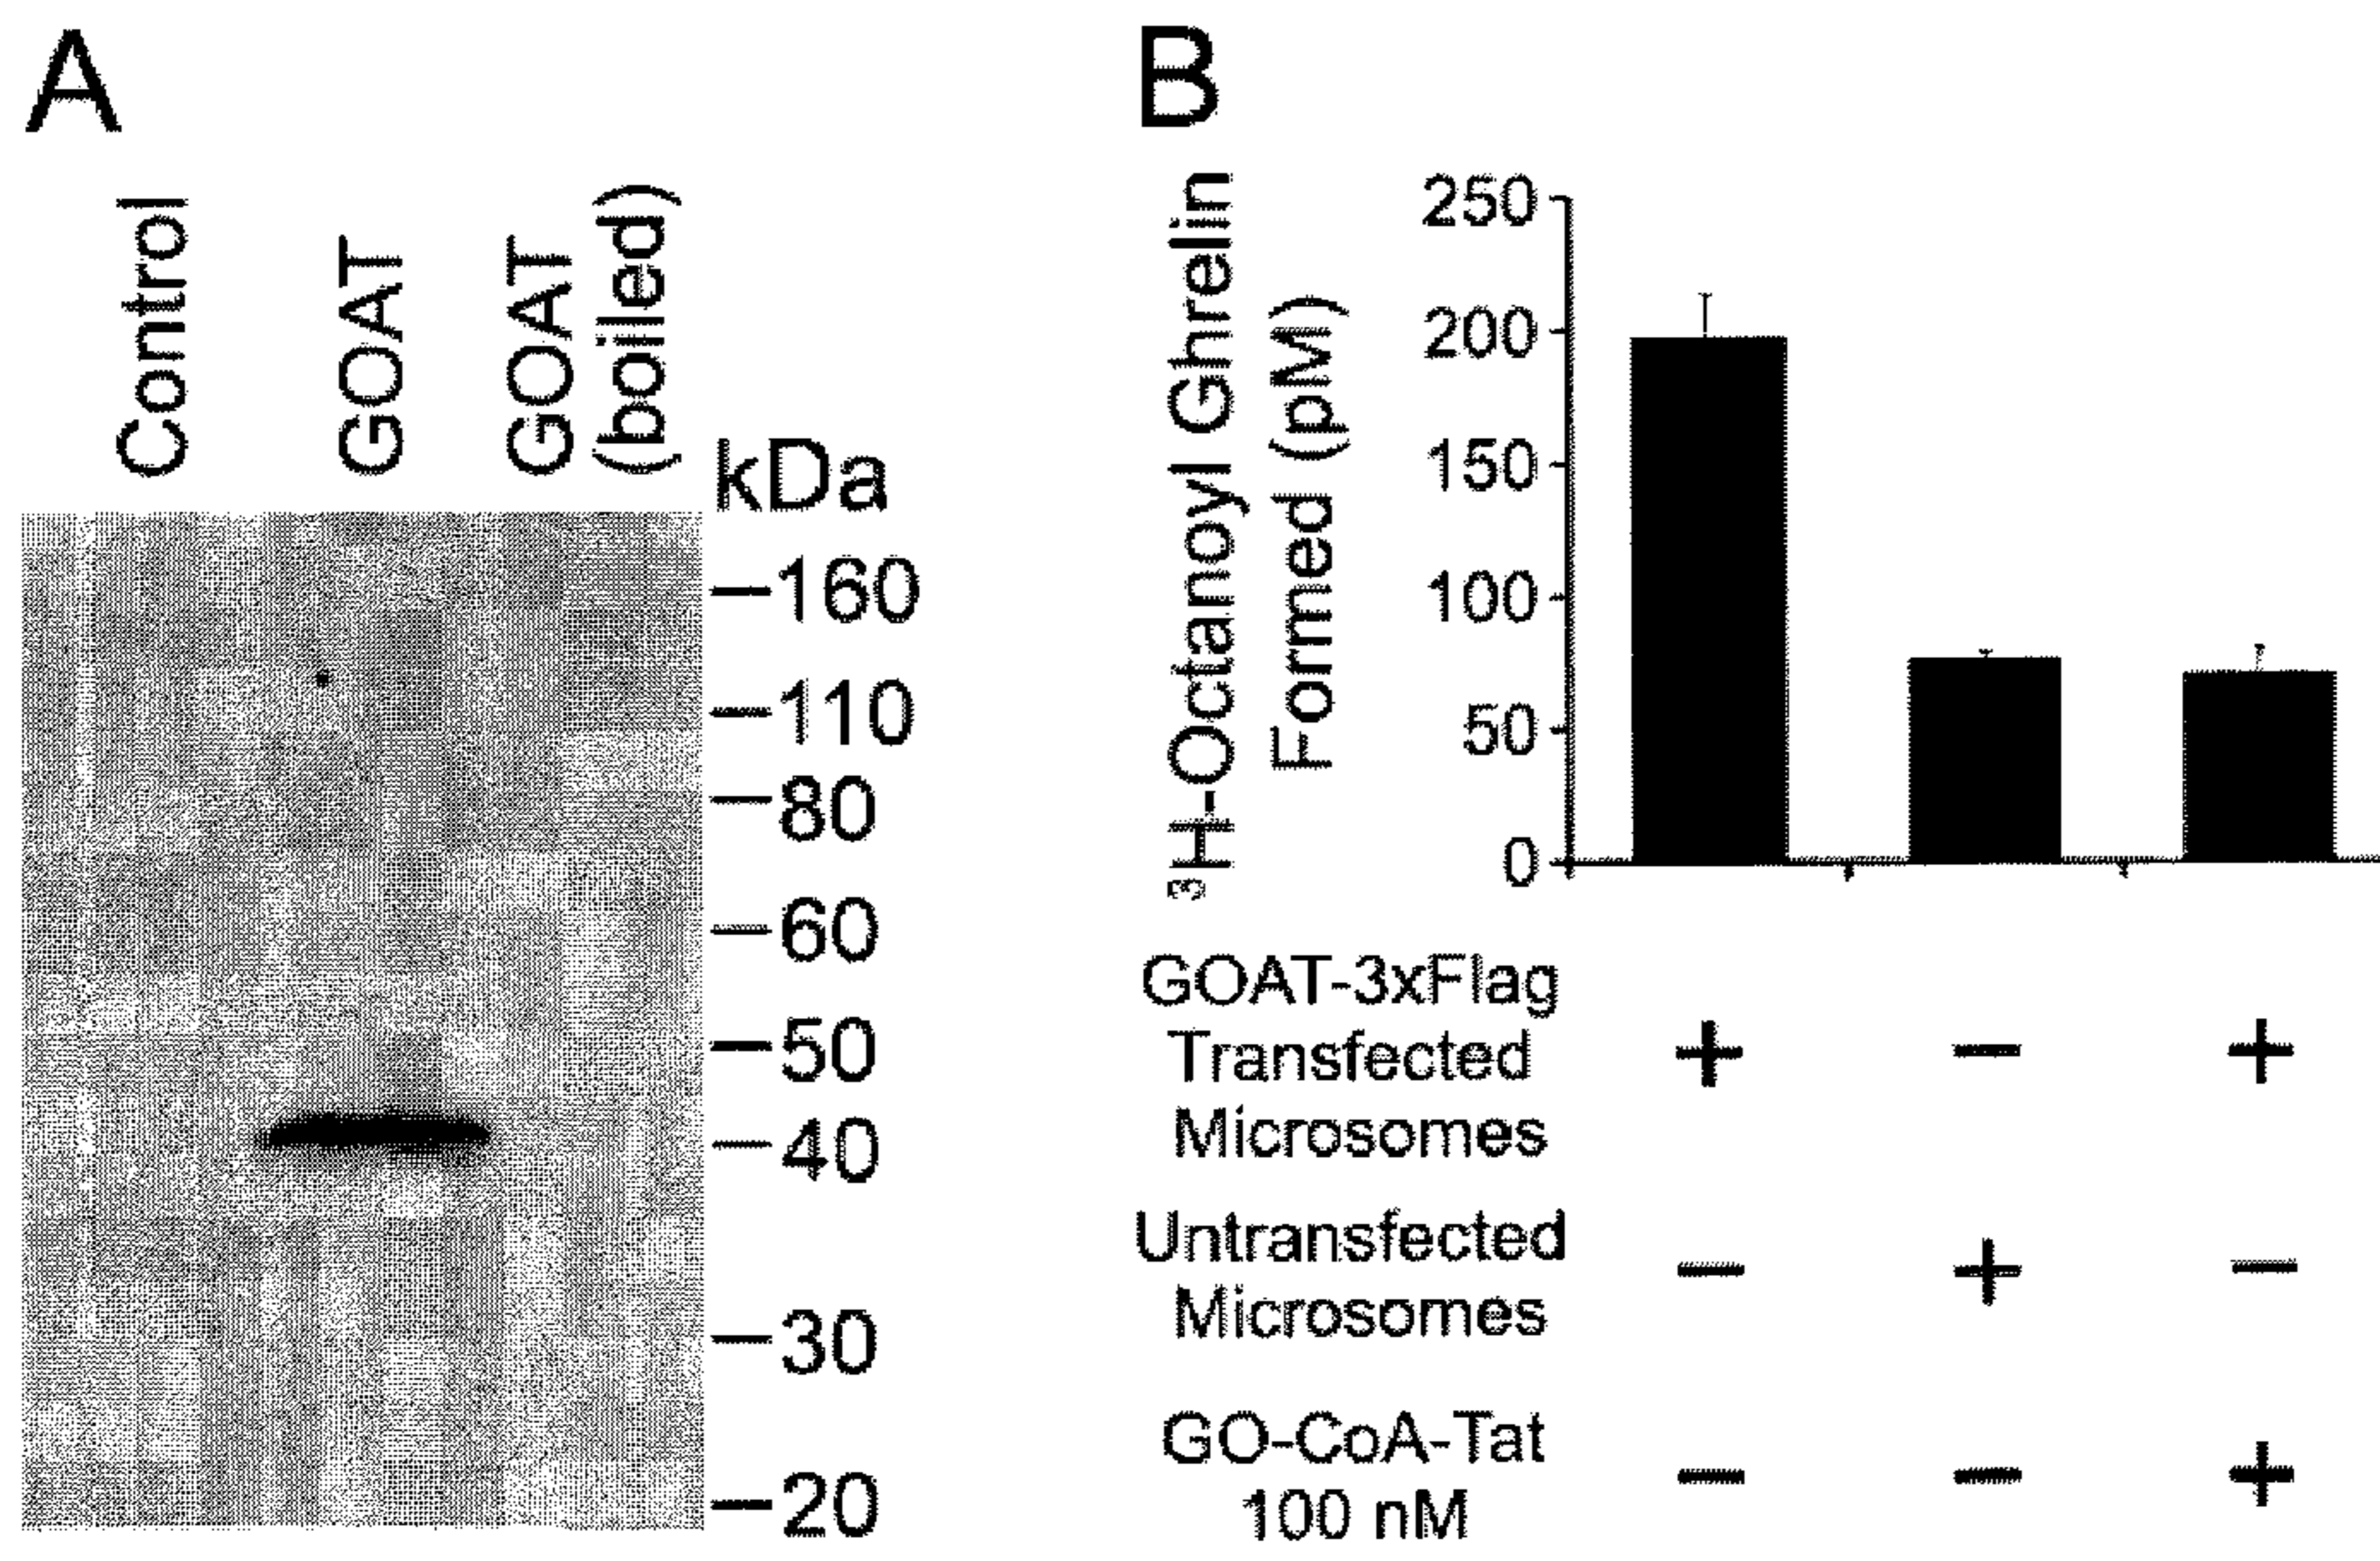 A
Control
GOAT
GOAT
(boiled)
kDa
160
110
80
60
50
40
30
20
B
³H-Octanoyl Ghrelin
Formed (pM)
250
200
150
100
50
0
GOAT-3xFlag
Transfected
Microsomes
+ − +
Untransfected
Microsomes
− + −
GO-CoA-Tat
100 nM
− − +